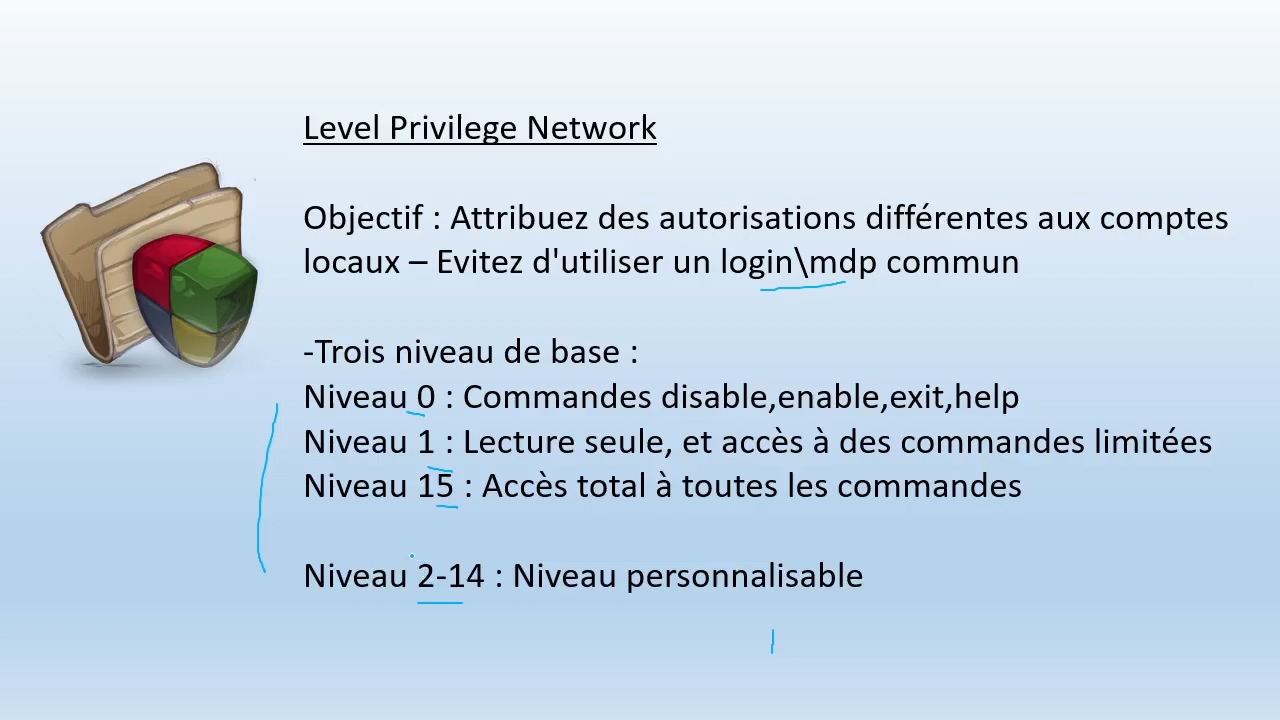 Level Privilege Network
Objectif : Attribuez des autorisations différentes aux comptes
locaux – Evitez d'utiliser un login\mdp commun
-Trois niveau de base :
Niveau 0 : Commandes disable,enable,exit,help
Niveau 1 : Lecture seule, et accès à des commandes limitées
Niveau 15 : Accès total à toutes les commandes
Niveau 2-14 : Niveau personnalisable